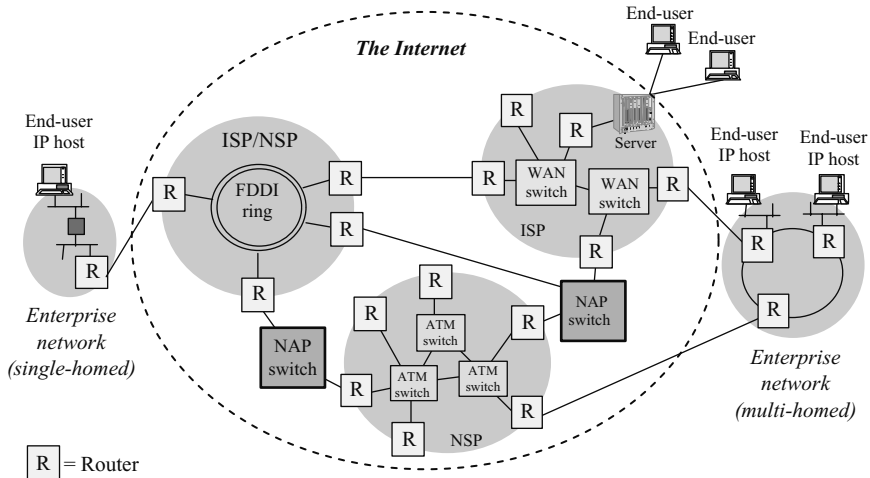 End-user
End-user
The Internet
End-user
IP host
ISP/NSP
R
R
R
Server
End-user
IP host
End-user
IP host
R
FDDI
ring
R
R
WAN
switch
WAN
switch
R
R
ISP
R
R
R
R
R
R
Enterprise
network
(single-homed)
NAP
switch
R
R
ATM
switch
R
NAP
switch
R
Enterprise
network
(multi-homed)
R
ATM
switch
ATM
switch
R
R
NSP
R = Router